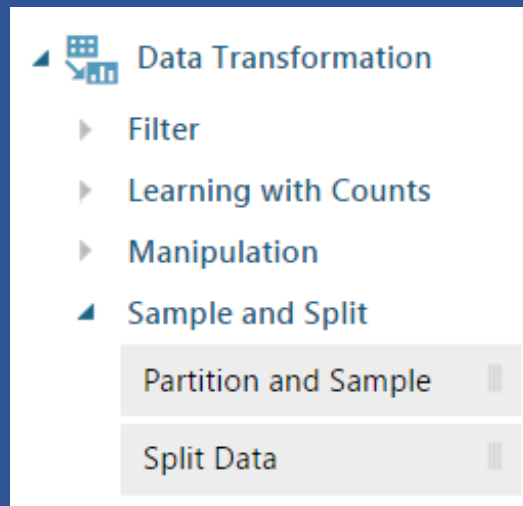 Data Transformation
Filter
Learning with Counts
Manipulation
Sample and Split
Partition and Sample
Split Data